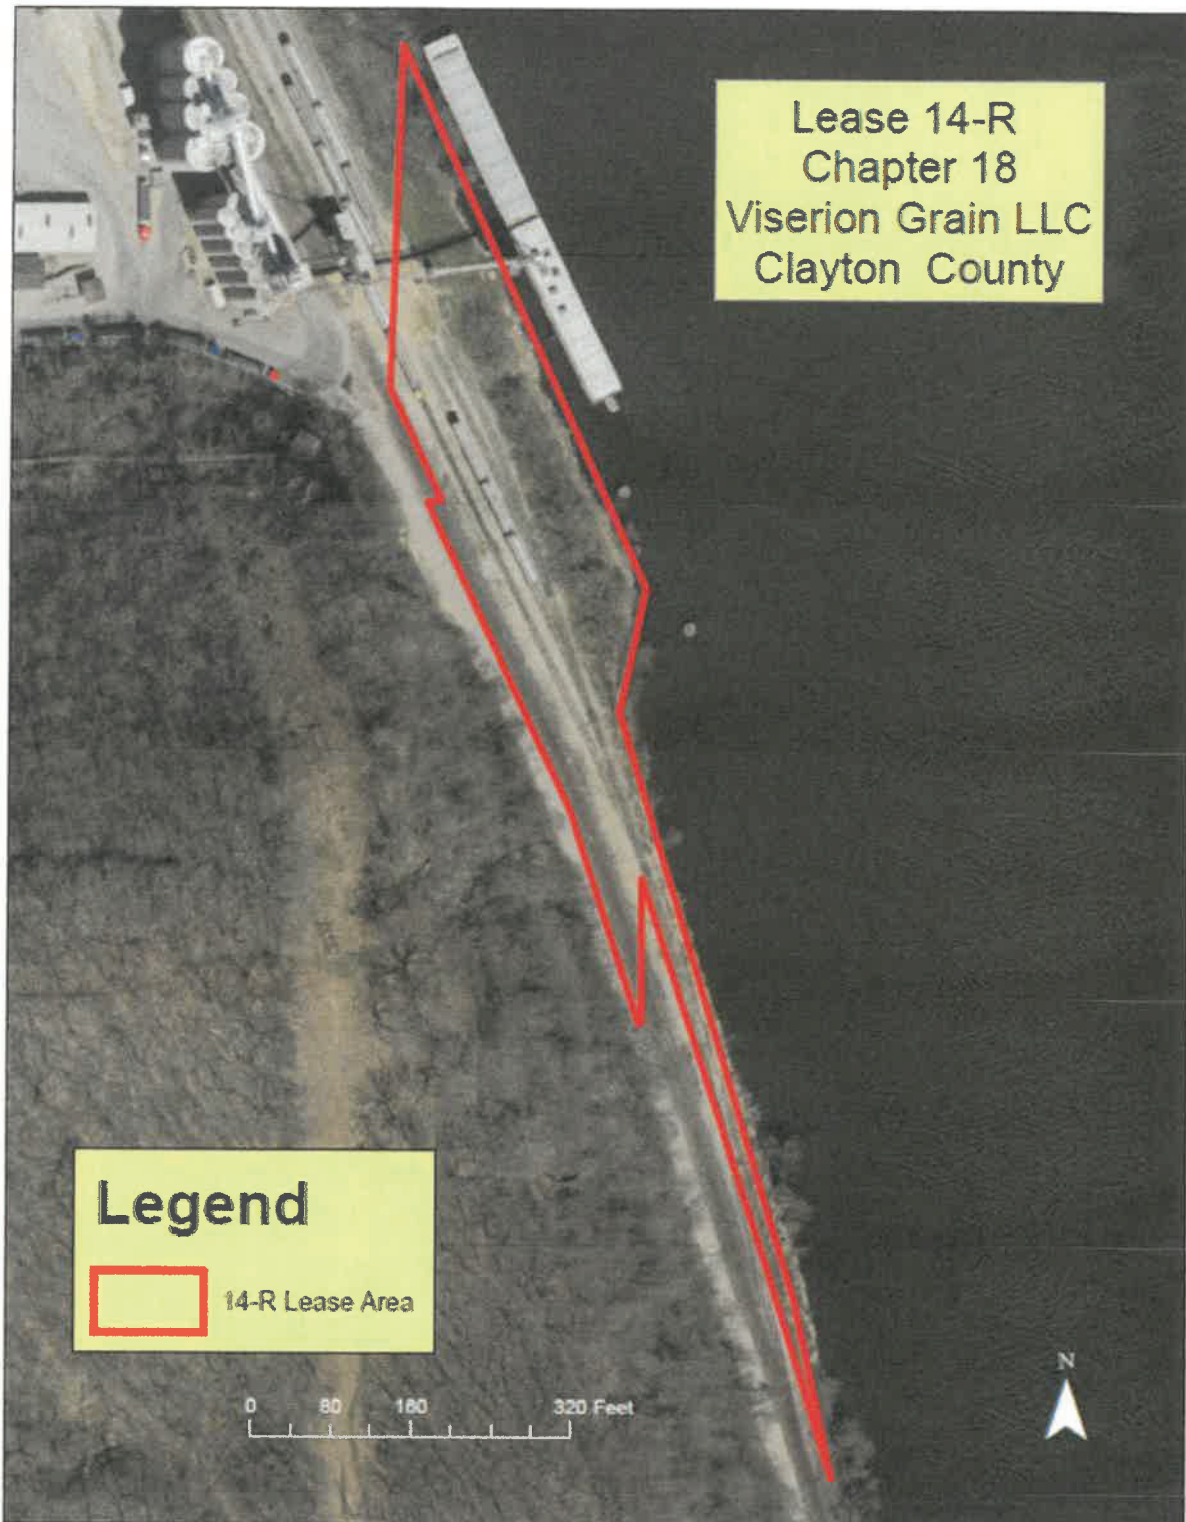 Lease 14-R
Chapter 18
Viserion Grain LLC
Clayton County
Legend
14-R Lease Area
0 80 160 320 Feet
N